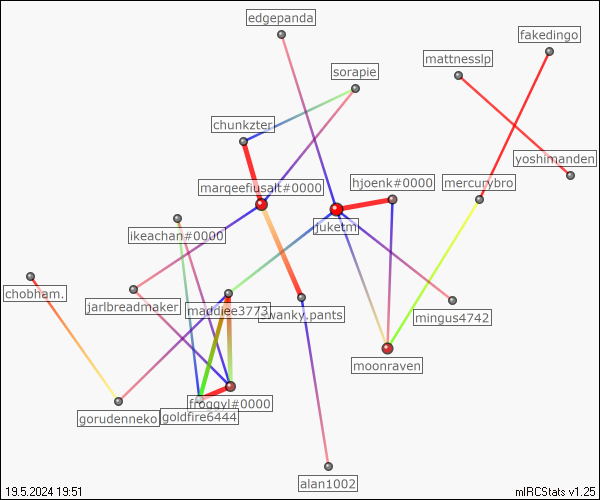 edgepanda
fakedingo
mattnesslp
sorapie
chunkzter
yoshimanden
marqeefiusalt#0000
hjoenk#0000
mercurybro
juketm
ikeachan#0000
chobham.
jarlbreadmaker
maddiee3773
wanky.pants
mingus4742
moonraven
froggyl#0000
gorudenneko
goldfire6444
alan1002
19.5.2024 19:51
mIRCStats v1.25